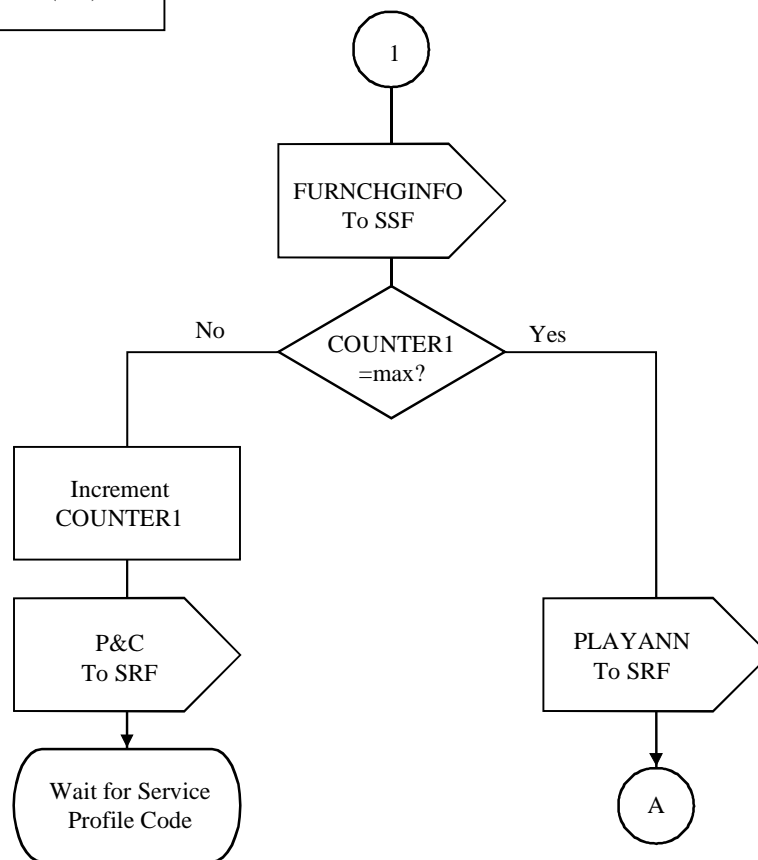 1
FURNCHGINFO
To SSF
No
COUNTER1
=max?
Yes
Increment
COUNTER1
P&C
To SRF
PLAYANN
To SRF
Wait for Service
Profile Code
A